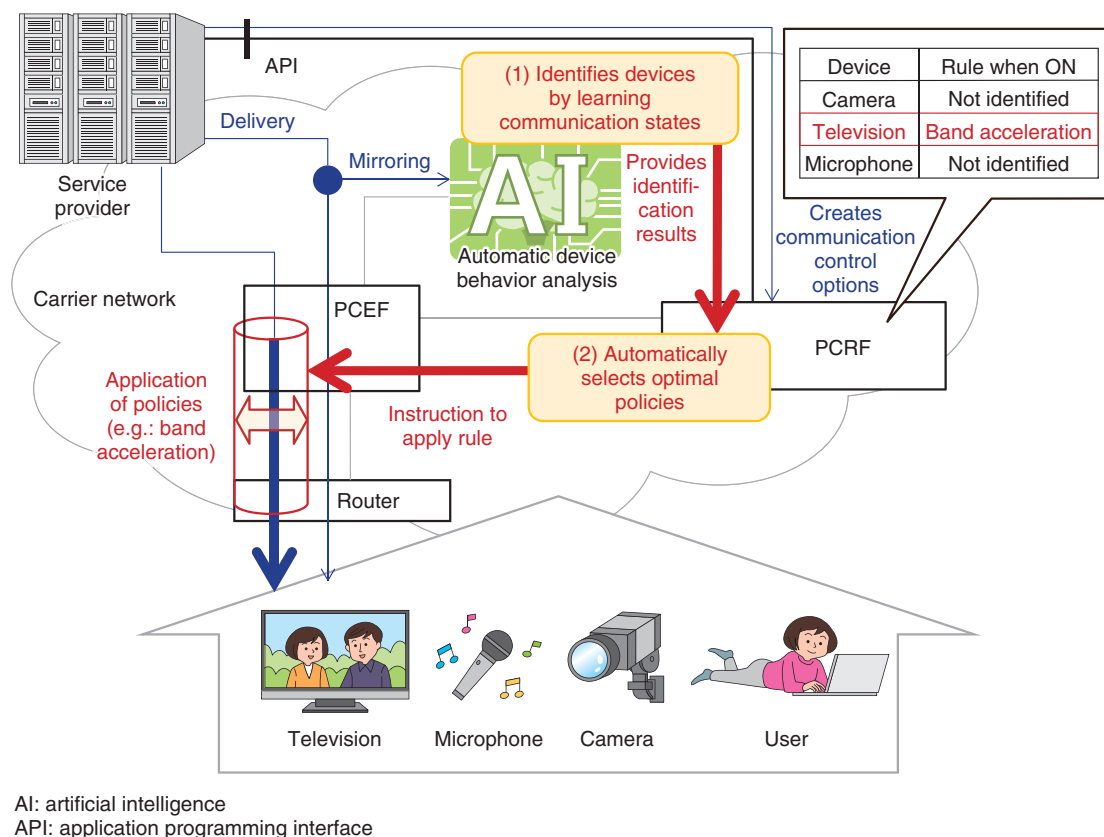 API
Service
provider
Delivery
Mirroring
(1) Identifies devices
by learning
communication states
AI
Automatic device
behavior analysis
Provides
identifi-
cation
results
Device
Rule when ON
Camera
Not identified
Television
Band acceleration
Microphone
Not identified
Creates
communication
control
options
Carrier network
PCEF
PCRF
(2) Automatically
selects optimal
policies
Application
of policies
(e.g.: band
acceleration)
Instruction to
apply rule
Router
Television
Microphone
Camera
User
AI: artificial intelligence
API: application programming interface